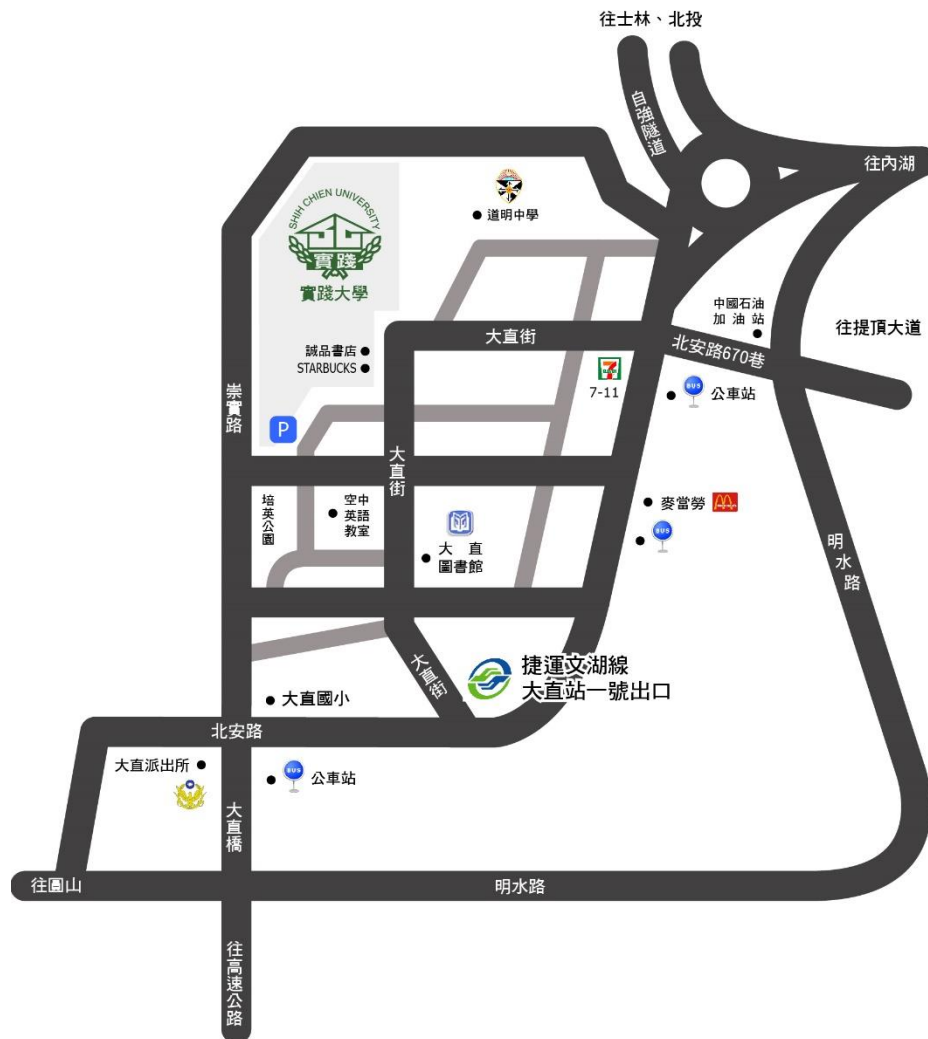 往士林、北投
自強隧道
往內湖
SHIH CHIEN UNIVERSITY
實踐
實踐大學
道明中學
中國石油
加油站
往提頂大道
大直街
北安路670巷
誠品書店
STARBUCKS
7-11
BUS
公車站
崇實路
P
大直街
麥當勞
BUS
培英公園
空中
英語
教室
大直
圖書館
明水路
大直街
捷運文湖線
大直站一號出口
大直國小
北安路
大直派出所
BUS
公車站
大直橋
往圓山
明水路
往高速公路